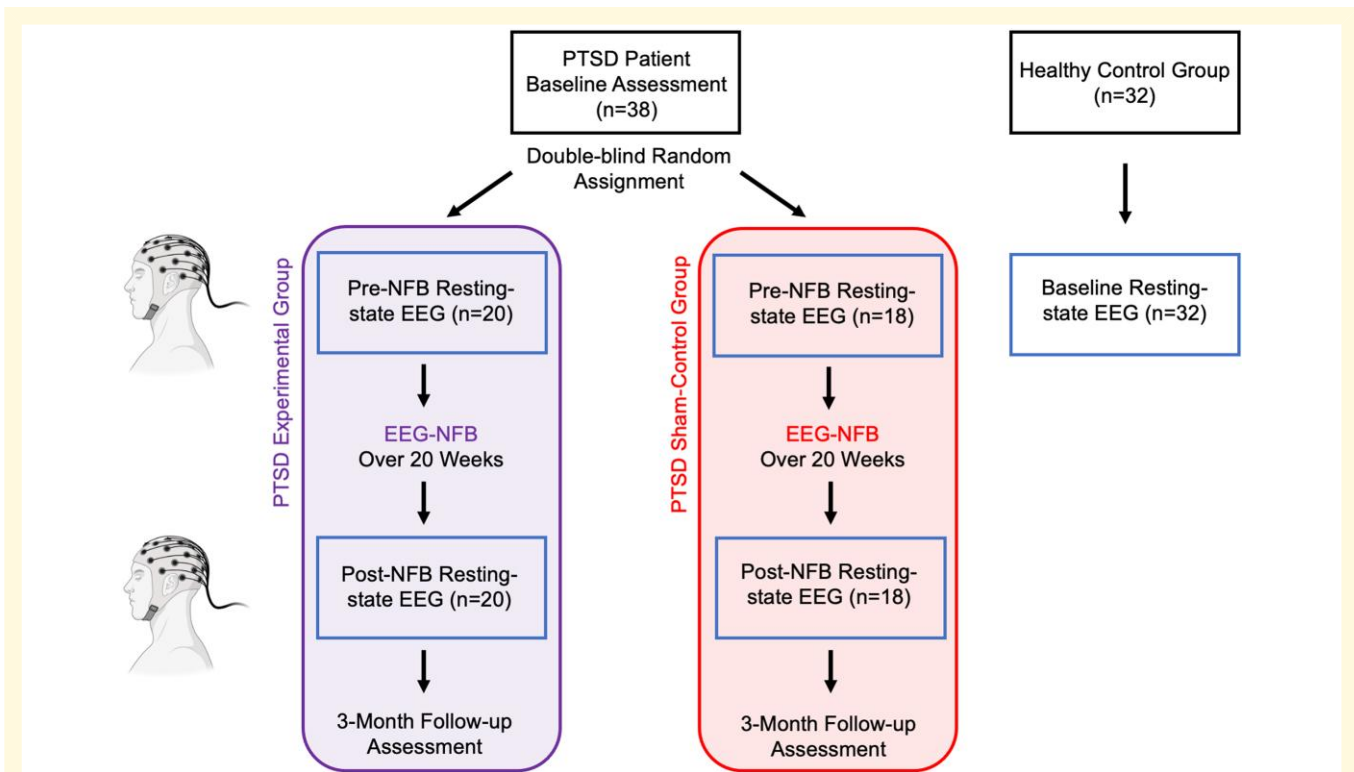 PTSD Patient
Baseline Assessment
(n=38)
Healthy Control Group
(n=32)
Double-blind Random
Assignment
PTSD Experimental Group
Pre-NFB Resting-
state EEG (n=20)
EEG-NFB
Over 20 Weeks
Post-NFB Resting-
state EEG (n=20)
3-Month Follow-up
Assessment
PTSD Sham-Control Group
Pre-NFB Resting-
state EEG (n=18)
EEG-NFB
Over 20 Weeks
Post-NFB Resting-
state EEG (n=18)
3-Month Follow-up
Assessment
Baseline Resting-
state EEG (n=32)